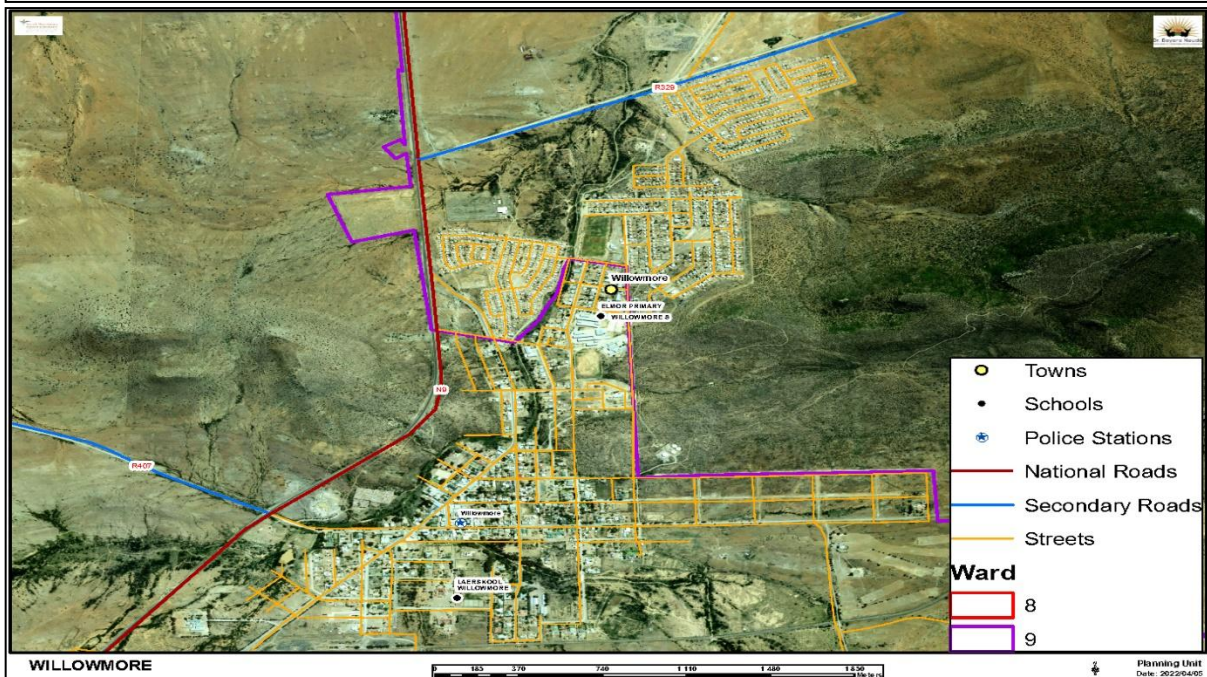 R329
Willowmore
ELMOR PRIMARY
WILLOWMORE S
N9
R407
Willowmore
LAERSKOOL
WILLOWMORE
Towns
Schools
Police Stations
National Roads
Secondary Roads
Streets
Ward
8
9
WILLOWMORE
0 185 370 740 1 110 1 480 1 850
Meters
Planning Unit
Date: 2022/04/05